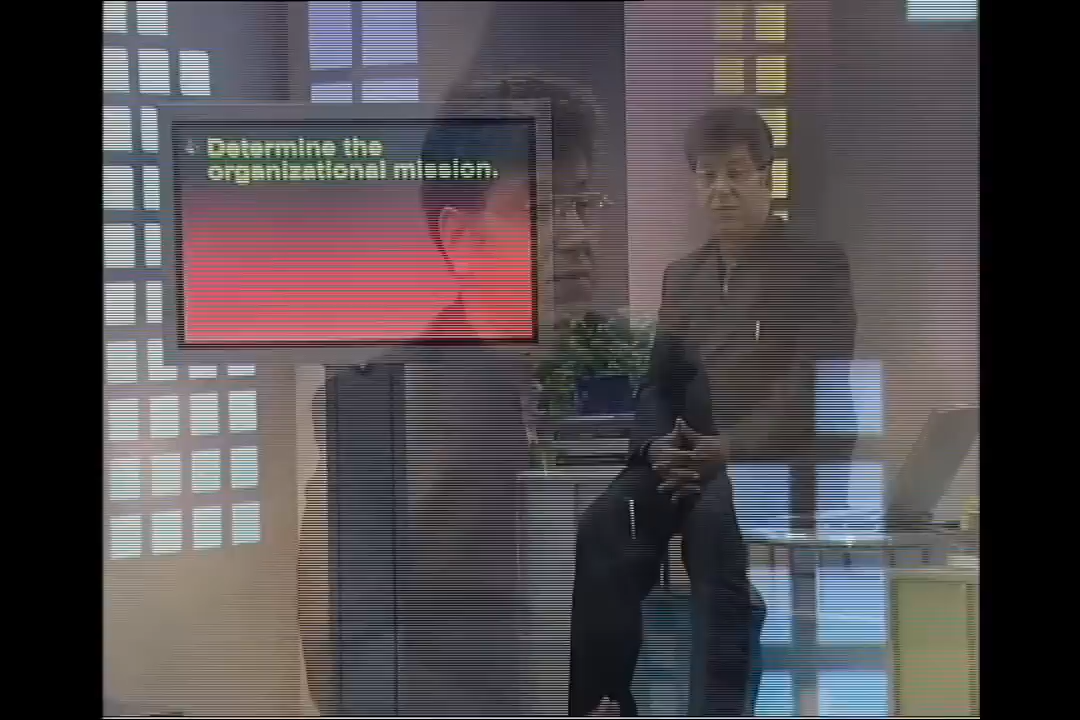 Determine the
organizational mission.